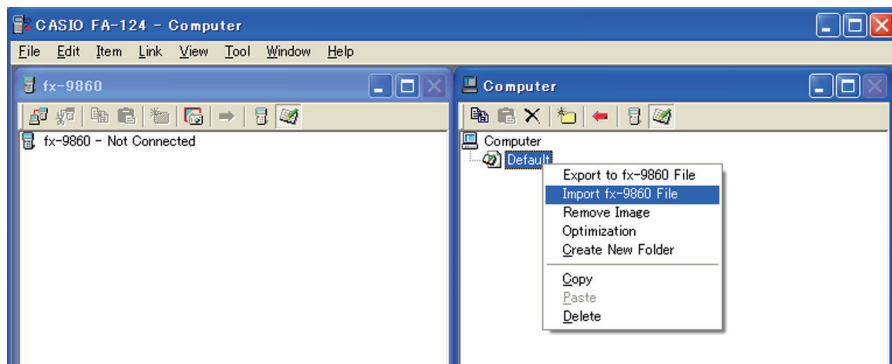 CASIO FA-124 - Computer
File Edit Item Link View Tool Window Help
fx-9860
fx-9860 - Not Connected
Computer
Computer
Default
Export to fx-9860 File
Import fx-9860 File
Remove Image
Optimization
Create New Folder
Copy
Paste
Delete